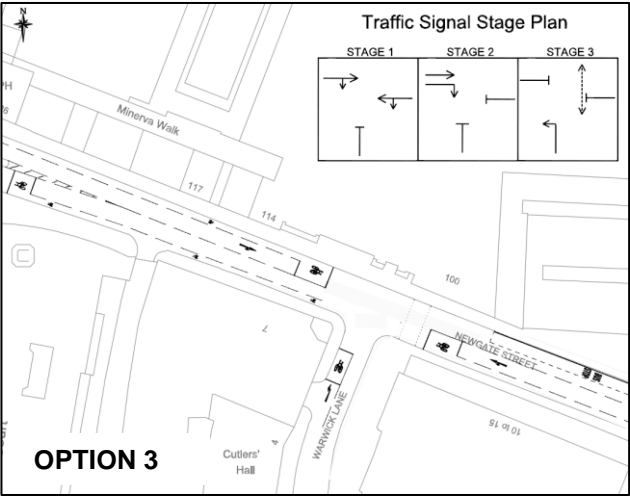 Traffic Signal Stage Plan
STAGE 1
STAGE 2
STAGE 3
N
PH
Minerva Walk
117
114
100
7
NEWGATE STREET
WARWICK LANE
10 to 15
4
Cutlers'
Hall
OPTION 3